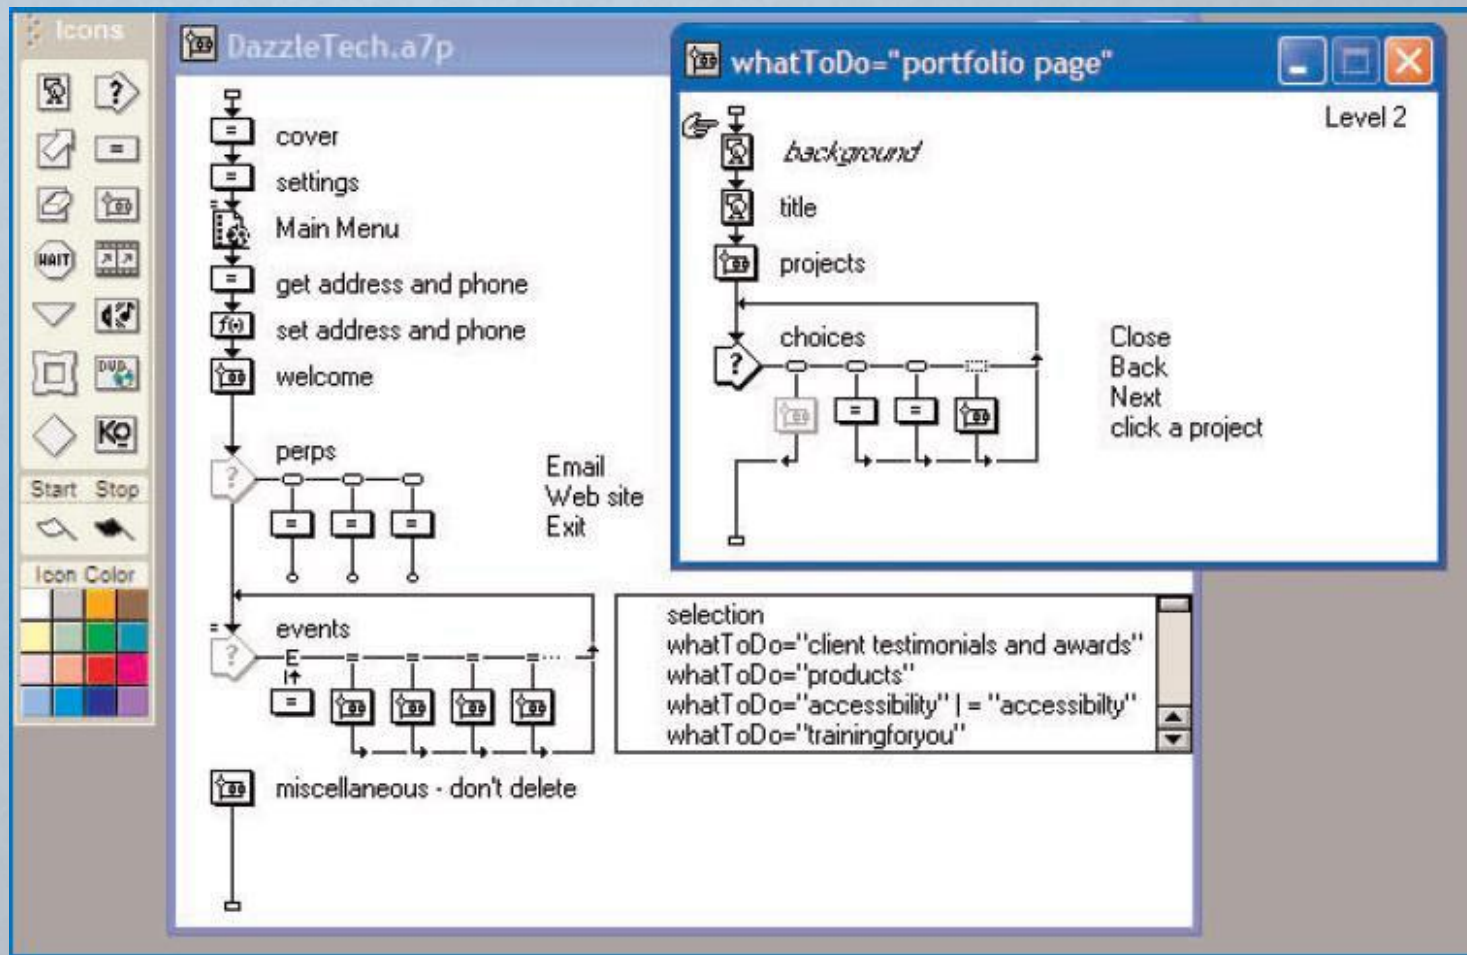 Icons
WAIT
DVD
KO
Start Stop
Icon Color
DazzleTech.a7p
cover
settings
Main Menu
get address and phone
set address and phone
welcome
perps
Email
Web site
Exit
events
E
selection
whatToDo="client testimonials and awards"
whatToDo="products"
whatToDo="accessibility" | = "accessibilty"
whatToDo="trainingforyou"
miscellaneous - don't delete
whatToDo="portfolio page"
Level 2
background
title
projects
choices
Close
Back
Next
click a project